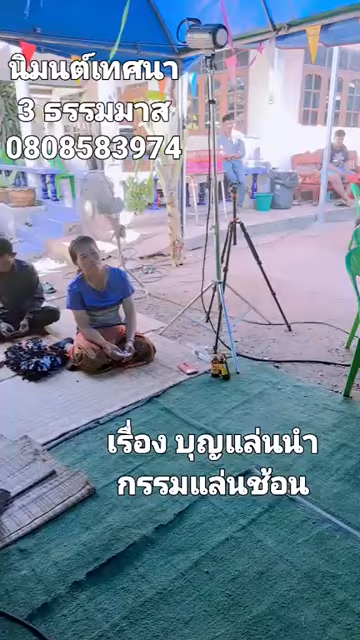 นิมนต์เทศนา
3 ธรรมมาส
0808583974
เรื่อง บุญแล่นนำ
กรรมแล่นซ้อน